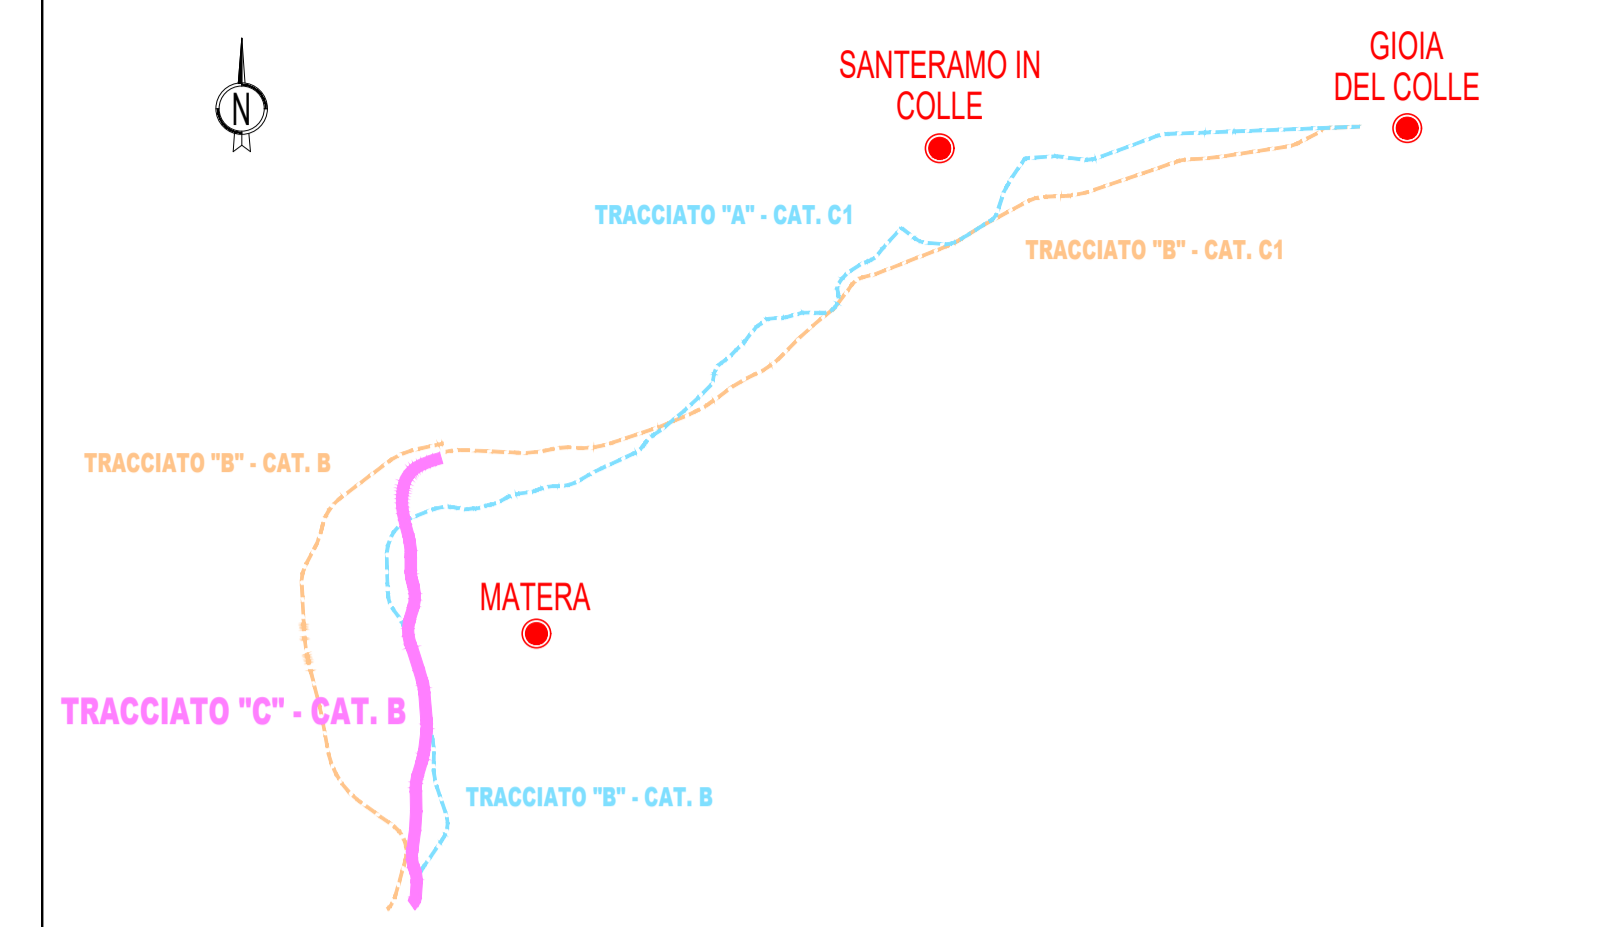 GIOIA
DEL COLLE
SANTERAMO IN
COLLE
N
TRACCIATO "A" - CAT. C1
TRACCIATO "B" - CAT. C1
TRACCIATO "B" - CAT. B
MATERA
TRACCIATO "C" - CAT. B
TRACCIATO "B" - CAT. B